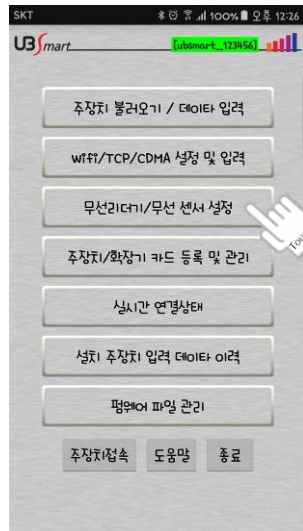 SKT 100% 오후 12:26
UBSmart [ubsmart_123456]
주장치 불러오기 / 데이타 입력
wifi/TCP/CDMA 설정 및 입력
무선리더기/무선 센서 설정
Tou
주장치/확장기 카드 등록 및 관리
실시간 연결상태
설치 주장치 입력 데이타 이력
펌웨어 파일 관리
주장치접속 도움말 종료